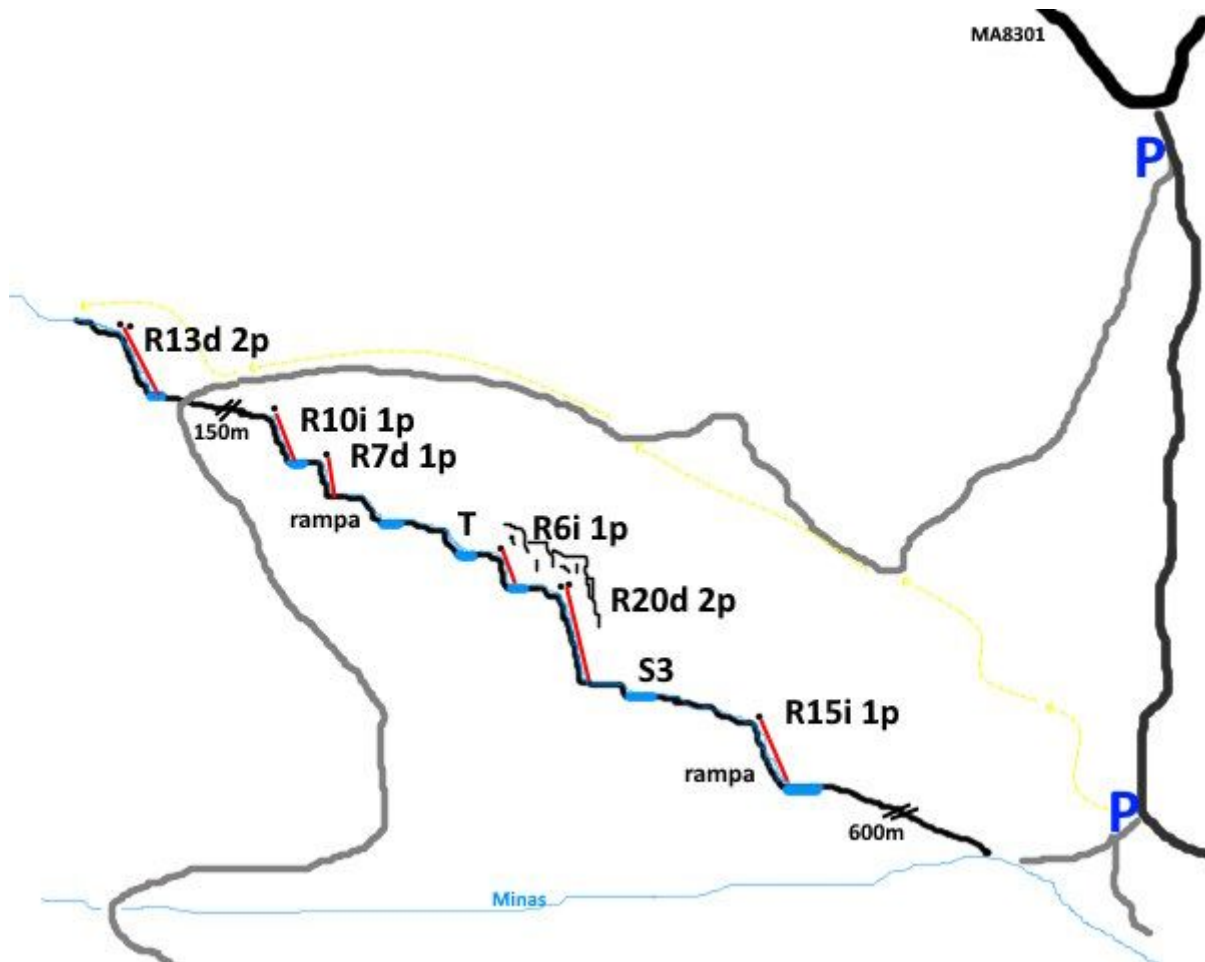 MA8301
P
R13d 2p
150m
R10i 1p
R7d 1p
rampa
T
R6i 1p
R20d 2p
S3
R15i 1p
rampa
P
600m
Minas